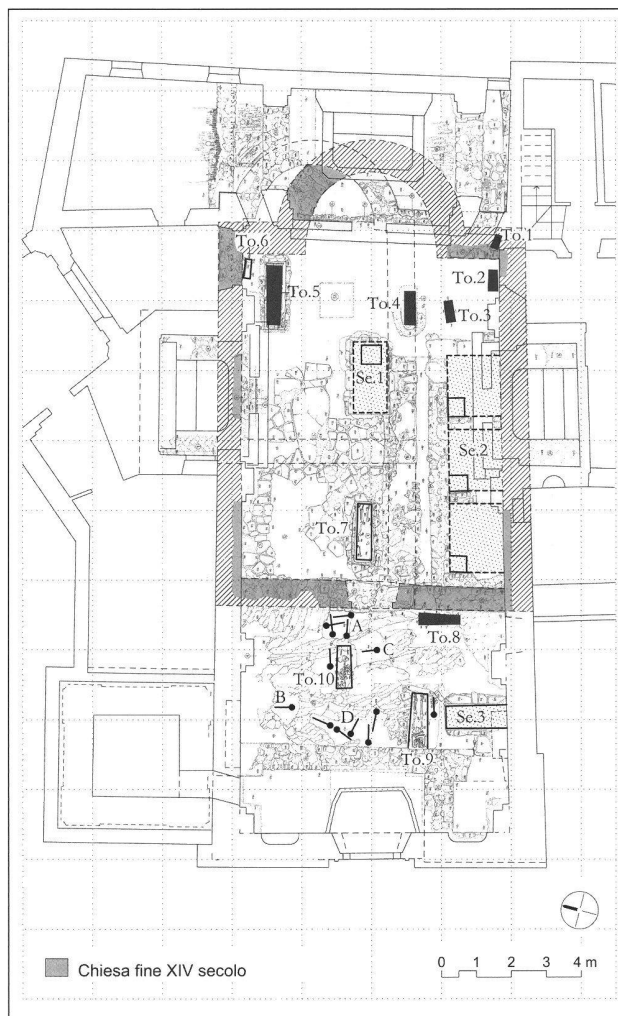 To.1
To.6
To.2
To.5
To.4
To.3
Se.1
Se.2
To.7
A
To.8
C
To.10
B
D
Se.3
To.9
Chiesa fine XIV secolo
0 1 2 3 4 m